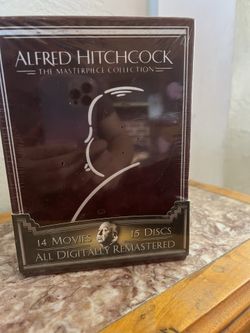 ALFRED HITCHCOCK
THE MASTERPIECE COLLECTION
14 MOVIES 15 DISCS
ALL DIGITALLY REMASTERED